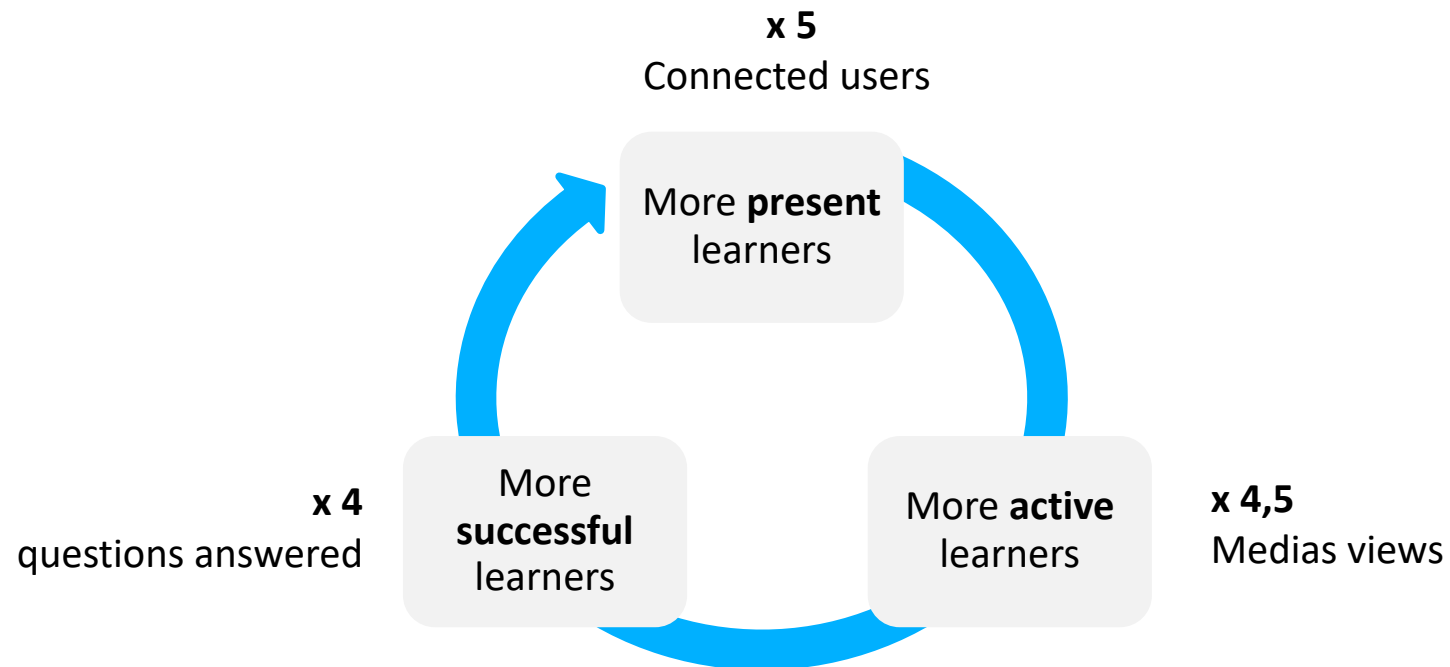 x 5
Connected users
More present
learners
More active
learners
x 4,5
Medias views
More
successful
learners
x 4
questions answered